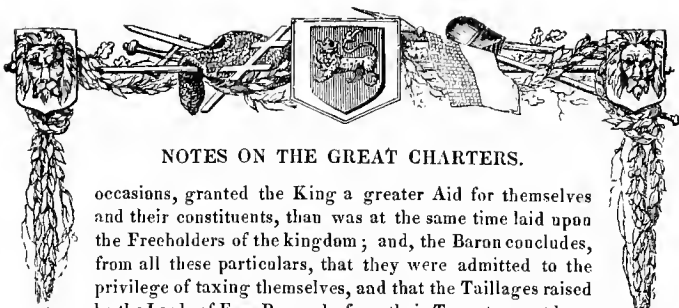 NOTES ON THE GREAT CHARTERS.
occasions, granted the King a greater Aid for themselves
and their constituents, than was at the same time laid upon
the Freeholders of the kingdom; and, the Baron concludes,
from all these particulars, that they were admitted to the
privilege of taxing themselves, and that the Taillages raised